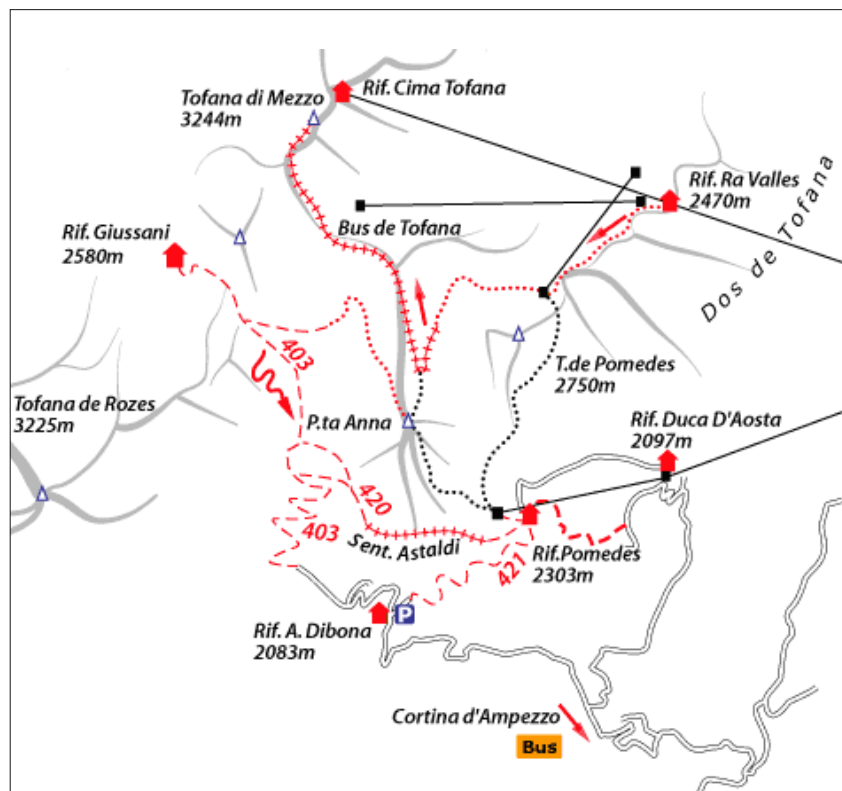 Rif. Cima Tofana
Tofana di Mezzo
3244m
Rif. Ra Valles
2470m
Dos de Tofana
Bus de Tofana
Rif. Giussani
2580m
403
T.de Pomedes
2750m
Tofana de Rozes
3225m
P.ta Anna
Rif. Duca D'Aosta
2097m
420
403
Sent. Astaldi
421
Rif.Pomedes
2303m
P
Rif. A. Dibona
2083m
Cortina d'Ampezzo
Bus